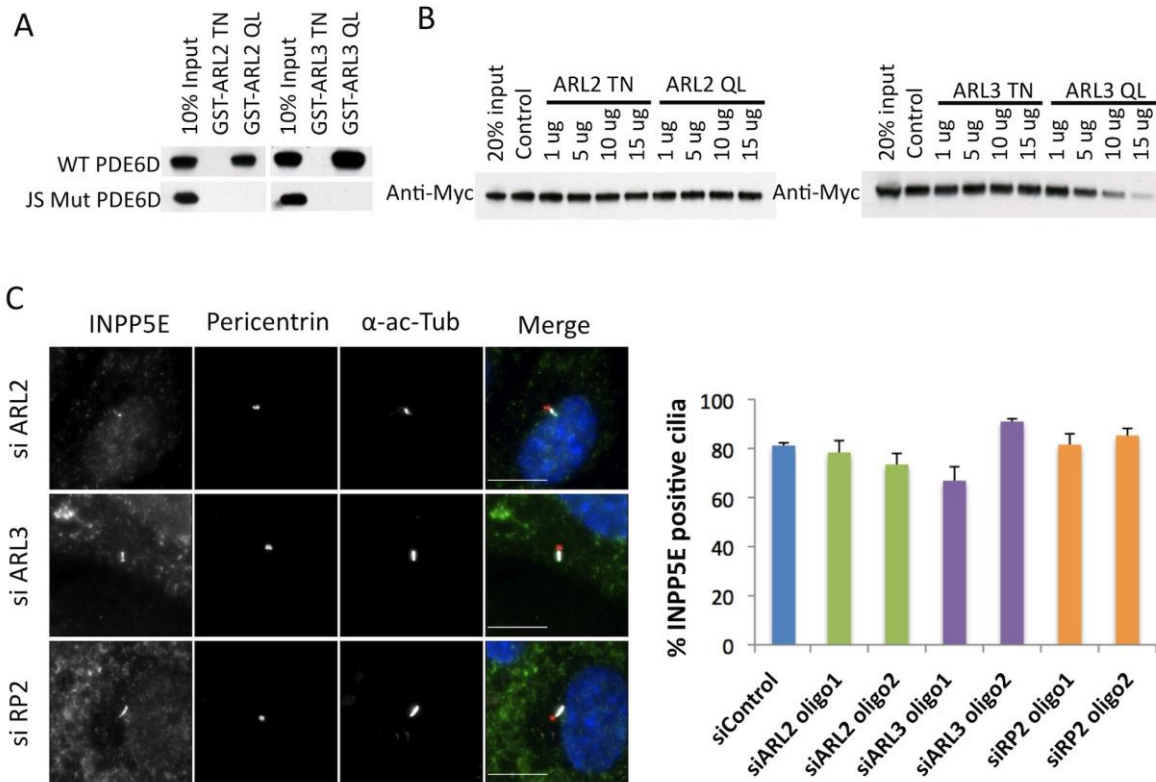 A
10% Input
GST-ARL2 TN
GST-ARL2 QL
10% Input
GST-ARL3 TN
GST-ARL3 QL
WT PDE6D
JS Mut PDE6D
B
ARL2 TN
ARL2 QL
20% input
Control
1 ug
5 ug
10 ug
15 ug
1 ug
5 ug
10 ug
15 ug
Anti-Myc
ARL3 TN
ARL3 QL
20% input
Control
1 ug
5 ug
10 ug
15 ug
1 ug
5 ug
10 ug
15 ug
Anti-Myc
C
INPP5E
Pericentrin
α-ac-Tub
Merge
si ARL2
si ARL3
si RP2
% INPP5E positive cilia
100
80
60
40
20
0
siControl
siARL2 oligo1
siARL2 oligo2
siARL3 oligo1
siARL3 oligo2
siRP2 oligo1
siRP2 oligo2